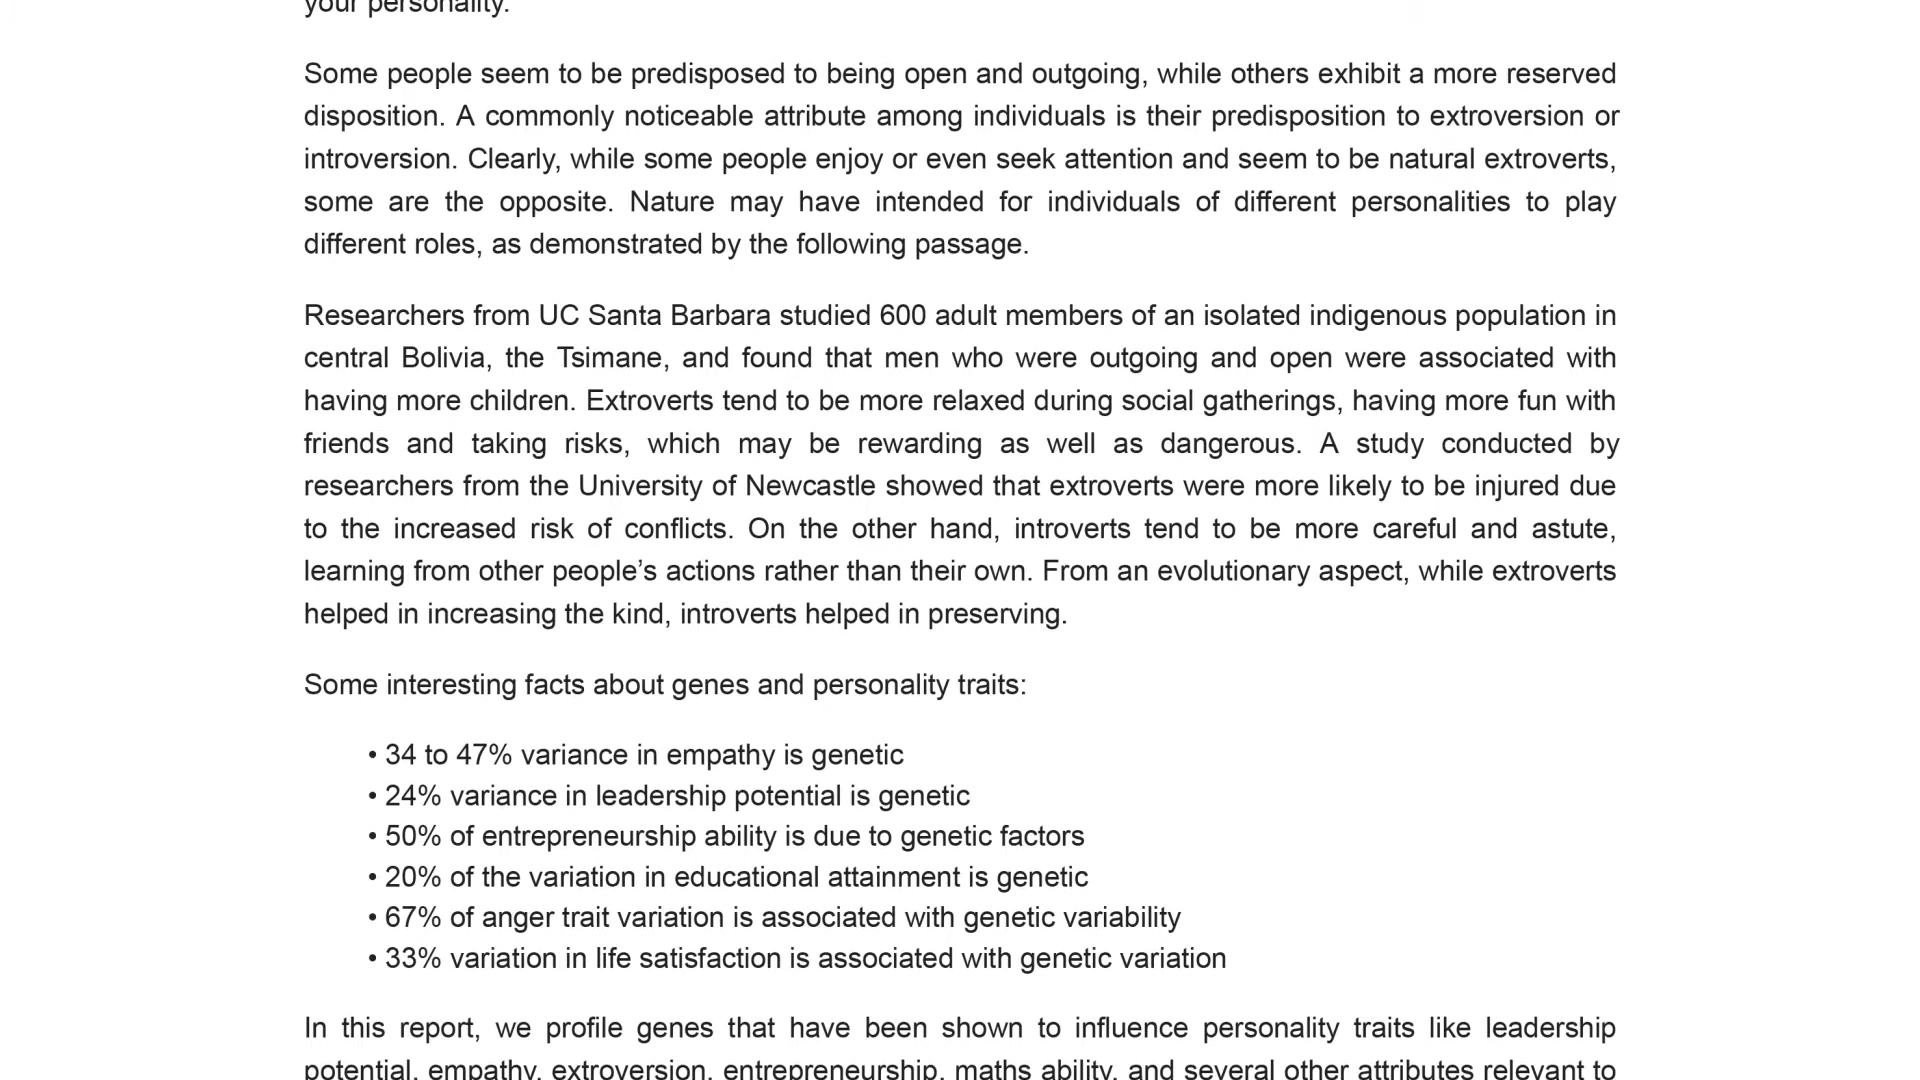 your personality.
Some people seem to be predisposed to being open and outgoing, while others exhibit a more reserved
disposition. A commonly noticeable attribute among individuals is their predisposition to extroversion or
introversion. Clearly, while some people enjoy or even seek attention and seem to be natural extroverts,
some are the opposite. Nature may have intended for individuals of different personalities to play
different roles, as demonstrated by the following passage.
Researchers from UC Santa Barbara studied 600 adult members of an isolated indigenous population in
central Bolivia, the Tsimane, and found that men who were outgoing and open were associated with
having more children. Extroverts tend to be more relaxed during social gatherings, having more fun with
friends and taking risks, which may be rewarding as well as dangerous. A study conducted by
researchers from the University of Newcastle showed that extroverts were more likely to be injured due
to the increased risk of conflicts. On the other hand, introverts tend to be more careful and astute,
learning from other people’s actions rather than their own. From an evolutionary aspect, while extroverts
helped in increasing the kind, introverts helped in preserving.
Some interesting facts about genes and personality traits:
• 34 to 47% variance in empathy is genetic
• 24% variance in leadership potential is genetic
• 50% of entrepreneurship ability is due to genetic factors
• 20% of the variation in educational attainment is genetic
• 67% of anger trait variation is associated with genetic variability
• 33% variation in life satisfaction is associated with genetic variation
In this report, we profile genes that have been shown to influence personality traits like leadership
potential, empathy, extroversion, entrepreneurship, maths ability, and several other attributes relevant to